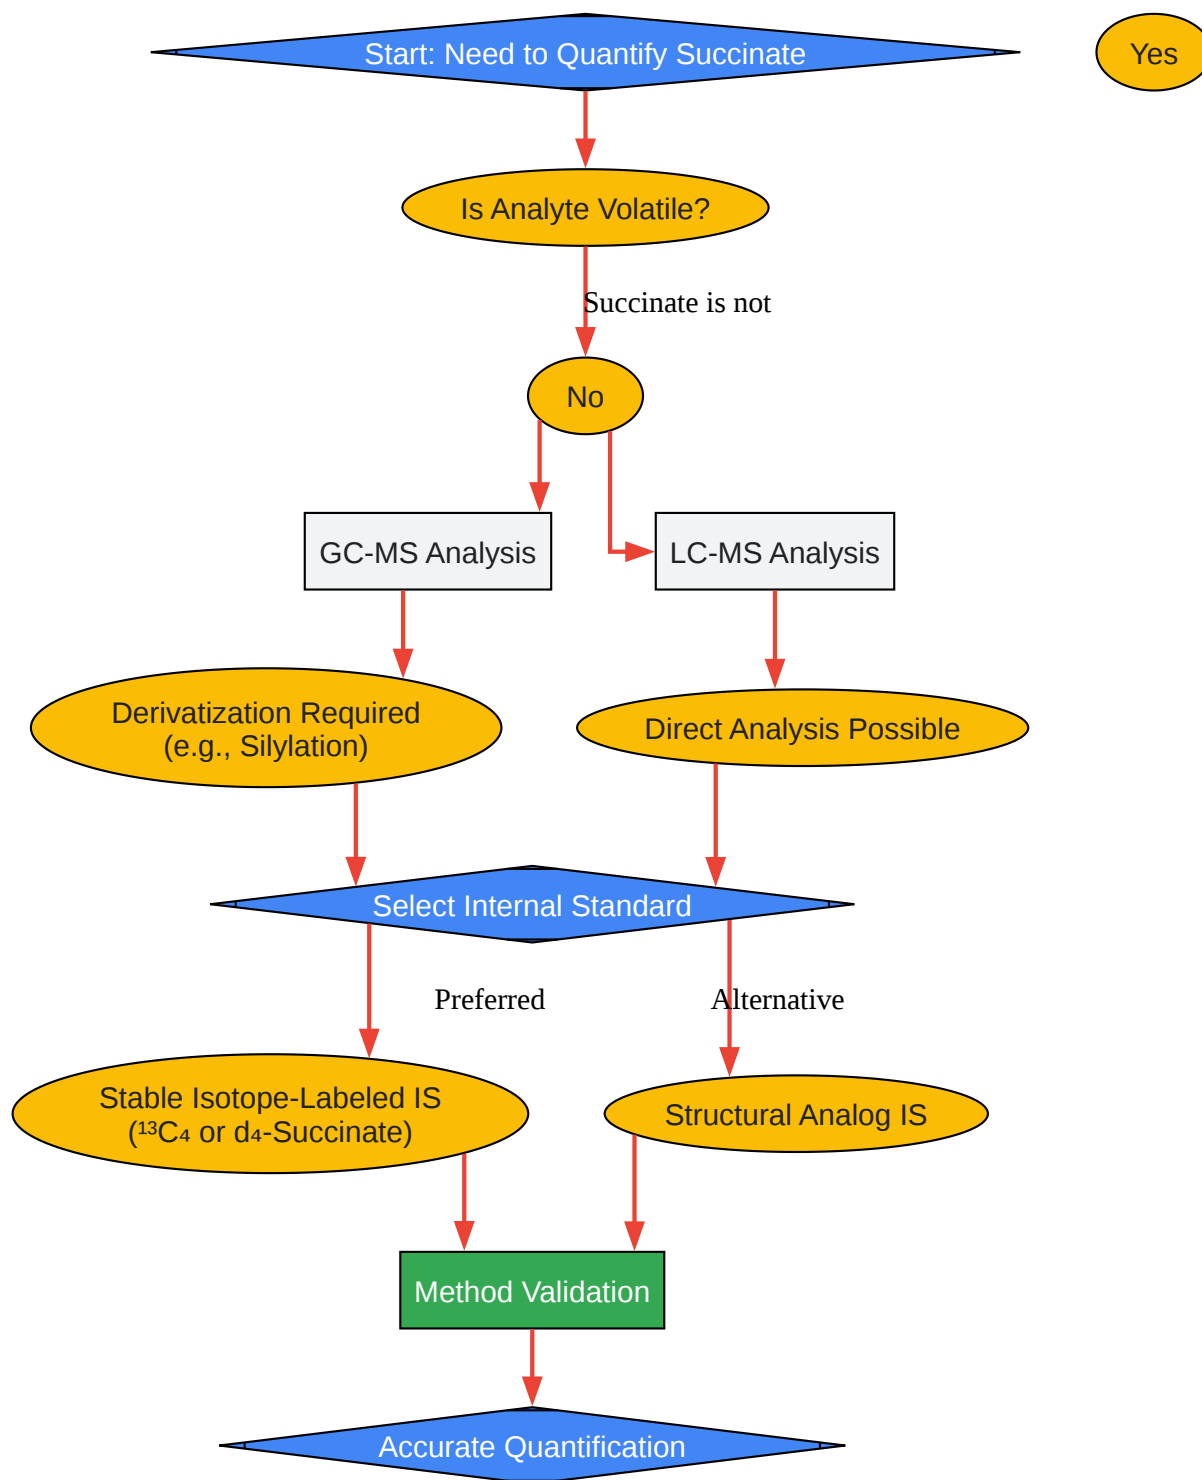 Start: Need to Quantify Succinate
Yes
Is Analyte Volatile?
Succinate is not
No
GC-MS Analysis
LC-MS Analysis
Derivatization Required
(e.g., Silylation)
Direct Analysis Possible
Select Internal Standard
Preferred
Alternative
Stable Isotope-Labeled IS
(¹³C₄ or d₄-Succinate)
Structural Analog IS
Method Validation
Accurate Quantification